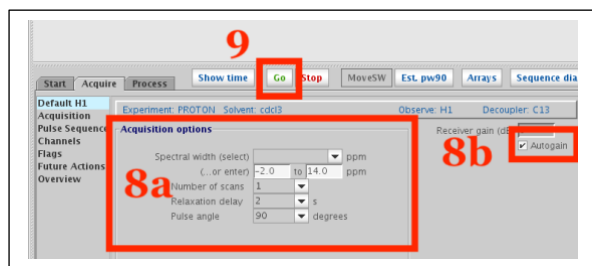 9
Start Acquire Process Show time Go Stop MoveSW Est. pw90 Arrays Sequence dia
Default H1
Acquisition
Pulse Sequence
Channels
Flags
Future Actions
Overview
Experiment: PROTON Solvent: cdcl3 Observe: H1 Decoupler: C13
Acquisition options
Receiver gain (dB)
8b
Autogain
8a
Spectral width (select) ppm
(...or enter) -2.0 to 14.0 ppm
Number of scans 1
Relaxation delay 2 s
Pulse angle 90 degrees